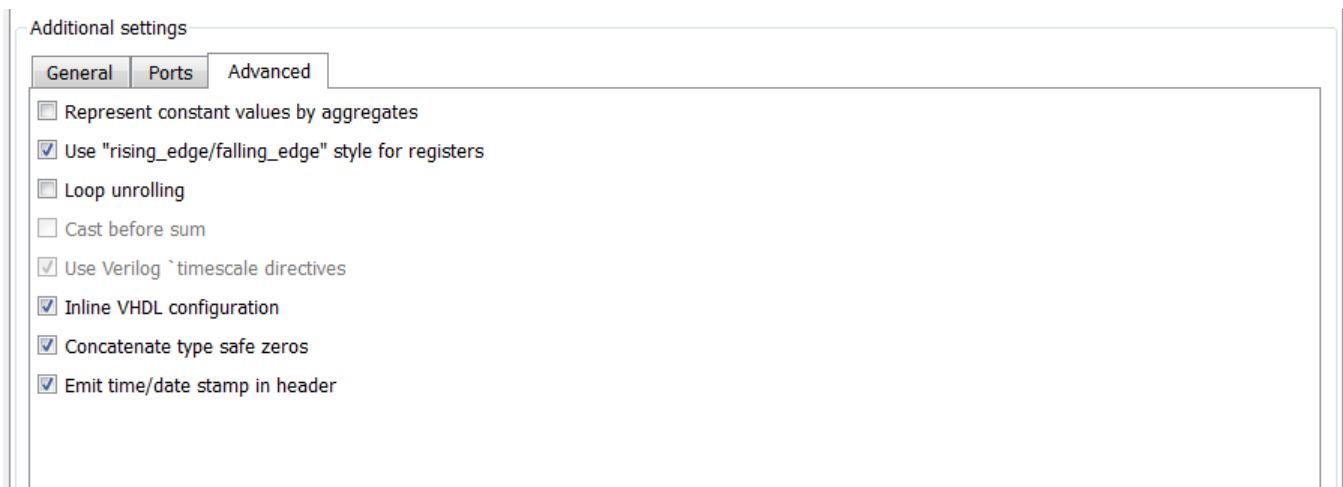 Additional settings
General Ports Advanced
Represent constant values by aggregates
Use "rising_edge/falling_edge" style for registers
Loop unrolling
Cast before sum
Use Verilog `timescale directives
Inline VHDL configuration
Concatenate type safe zeros
Emit time/date stamp in header